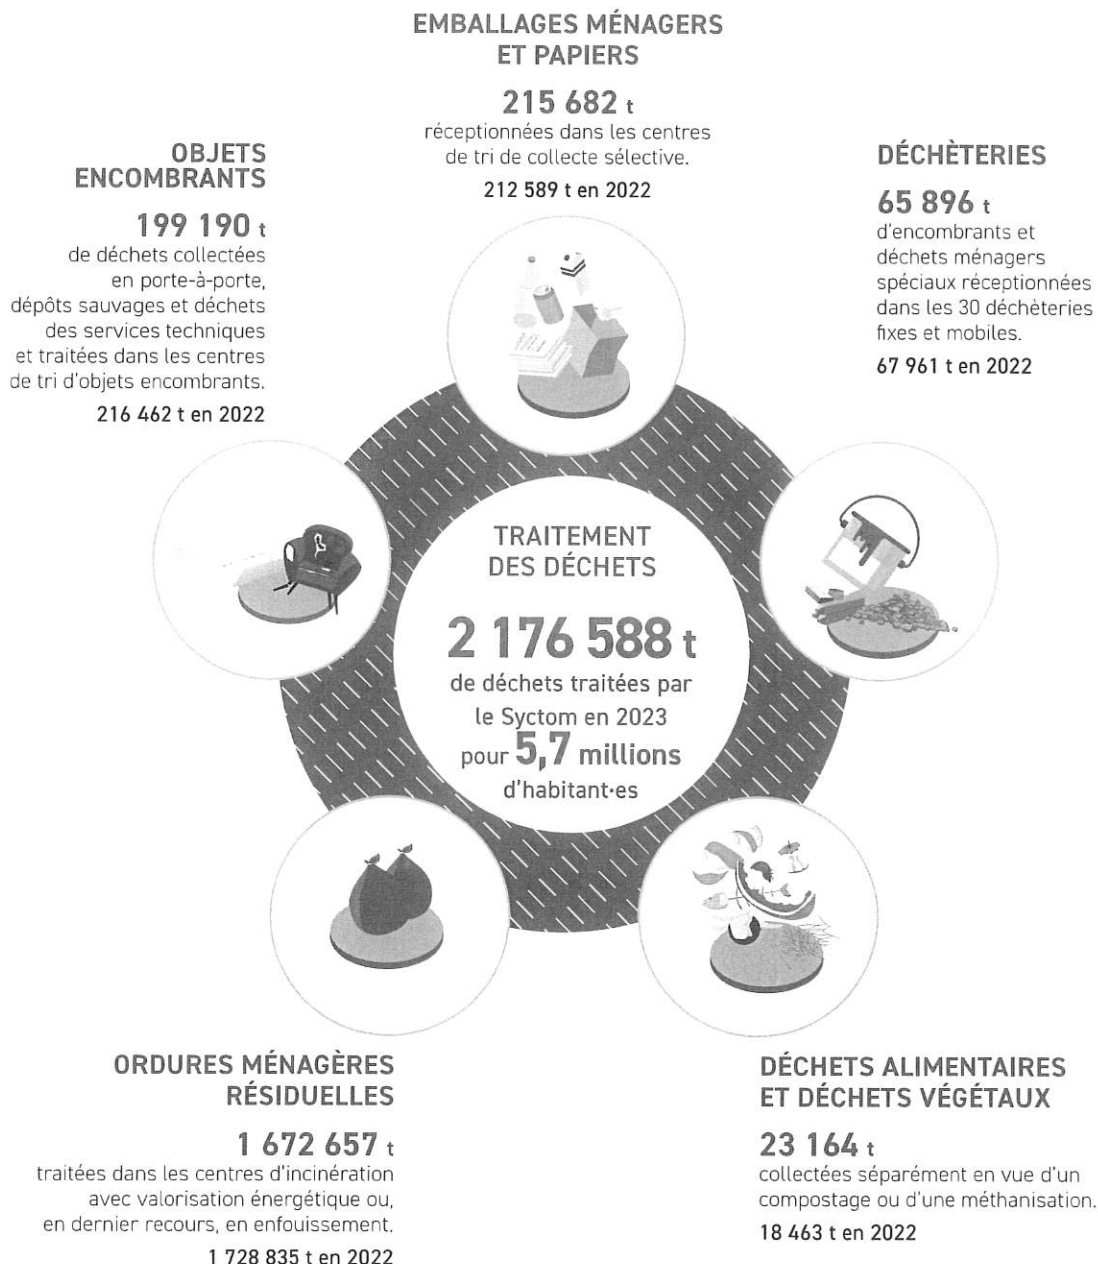 EMBALLAGES MÉNAGERS
ET PAPIERS
215 682 t
réceptionnées dans les centres
de tri de collecte sélective.
212 589 t en 2022
OBJETS
ENCOMBRANTS
199 190 t
de déchets collectées
en porte-à-porte,
dépôts sauvages et déchets
des services techniques
et traitées dans les centres
de tri d'objets encombrants.
216 462 t en 2022
DÉCHÈTERIES
65 896 t
d'encombrants et
déchets ménagers
spéciaux réceptionnées
dans les 30 déchèteries
fixes et mobiles.
67 961 t en 2022
TRAITEMENT
DES DÉCHETS
2 176 588 t
de déchets traitées par
le Syctom en 2023
pour 5,7 millions
d'habitant·es
ORDURES MÉNAGÈRES
RÉSIDUELLES
1 672 657 t
traitées dans les centres d'incinération
avec valorisation énergétique ou,
en dernier recours, en enfouissement.
1 728 835 t en 2022
DÉCHETS ALIMENTAIRES
ET DÉCHETS VÉGÉTAUX
23 164 t
collectées séparément en vue d'un
compostage ou d'une méthanisation.
18 463 t en 2022